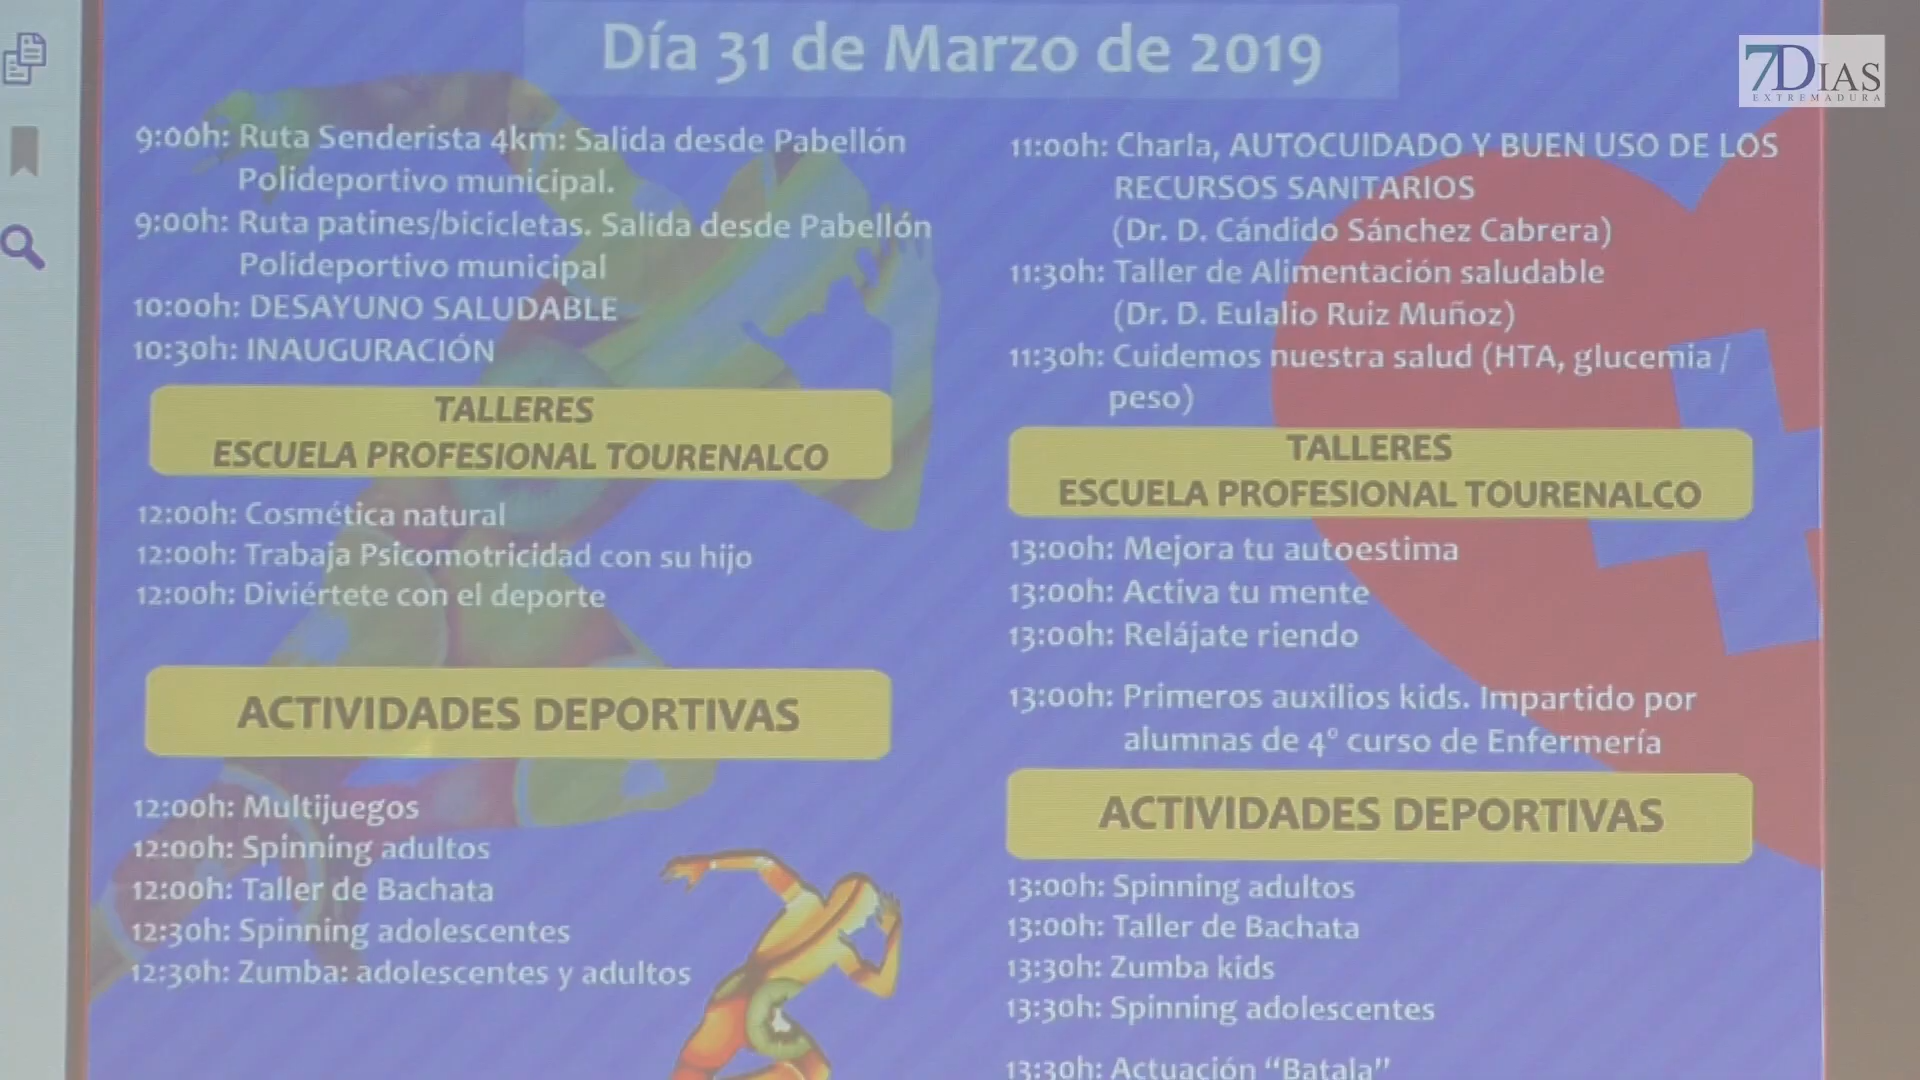 Día 31 de Marzo de 2019
7DIAS
EXTREMADURA
9:00h: Ruta Senderista 4km: Salida desde Pabellón
Polideportivo municipal.
9:00h: Ruta patines/bicicletas. Salida desde Pabellón
Polideportivo municipal
10:00h: DESAYUNO SALUDABLE
10:30h: INAUGURACIÓN
TALLERES
ESCUELA PROFESIONAL TOURENALCO
12:00h: Cosmética natural
12:00h: Trabaja Psicomotricidad con su hijo
12:00h: Diviértete con el deporte
ACTIVIDADES DEPORTIVAS
12:00h: Multijuegos
12:00h: Spinning adultos
12:00h: Taller de Bachata
12:30h: Spinning adolescentes
12:30h: Zumba: adolescentes y adultos
11:00h: Charla, AUTOCUIDADO Y BUEN USO DE LOS
RECURSOS SANITARIOS
(Dr. D. Cándido Sánchez Cabrera)
11:30h: Taller de Alimentación saludable
(Dr. D. Eulalio Ruiz Muñoz)
11:30h: Cuidemos nuestra salud (HTA, glucemia /
peso)
TALLERES
ESCUELA PROFESIONAL TOURENALCO
13:00h: Mejora tu autoestima
13:00h: Activa tu mente
13:00h: Relájate riendo
13:00h: Primeros auxilios kids. Impartido por
alumnas de 4º curso de Enfermería
ACTIVIDADES DEPORTIVAS
13:00h: Spinning adultos
13:00h: Taller de Bachata
13:30h: Zumba kids
13:30h: Spinning adolescentes
13:30h: Actuación “Batala”